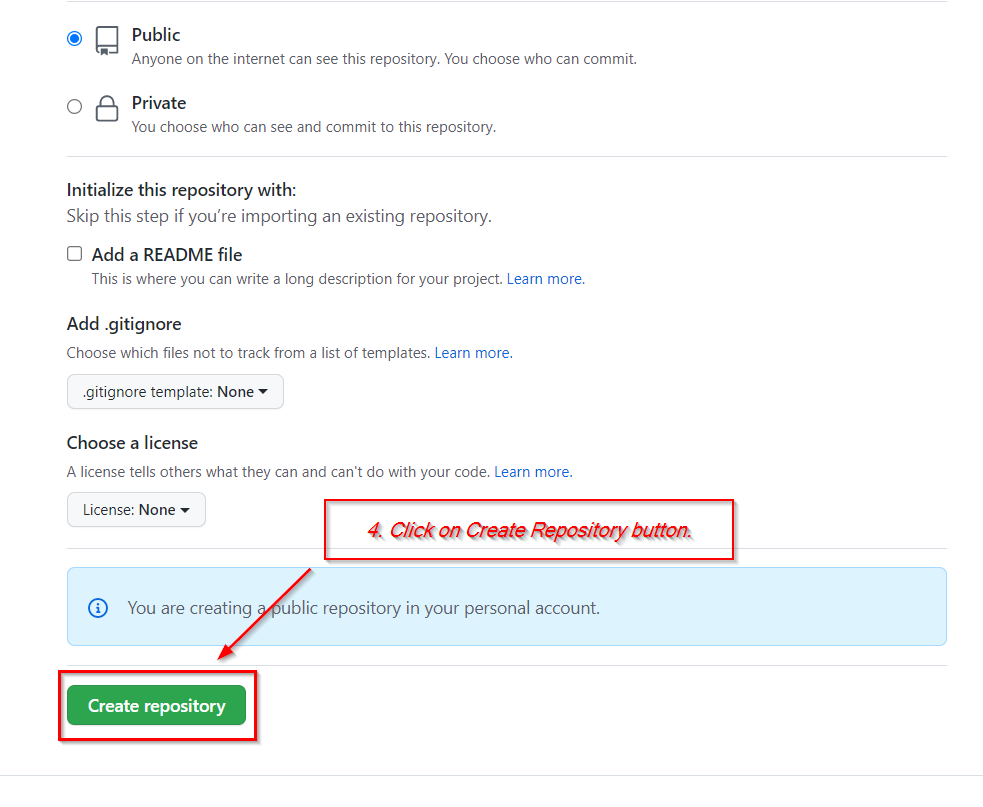 Public
Anyone on the internet can see this repository. You choose who can commit.
Private
You choose who can see and commit to this repository.
Initialize this repository with:
Skip this step if you’re importing an existing repository.
Add a README file
This is where you can write a long description for your project. Learn more.
Add .gitignore
Choose which files not to track from a list of templates. Learn more.
.gitignore template: None
Choose a license
A license tells others what they can and can't do with your code. Learn more.
License: None
4. Click on Create Repository button.
You are creating a public repository in your personal account.
Create repository